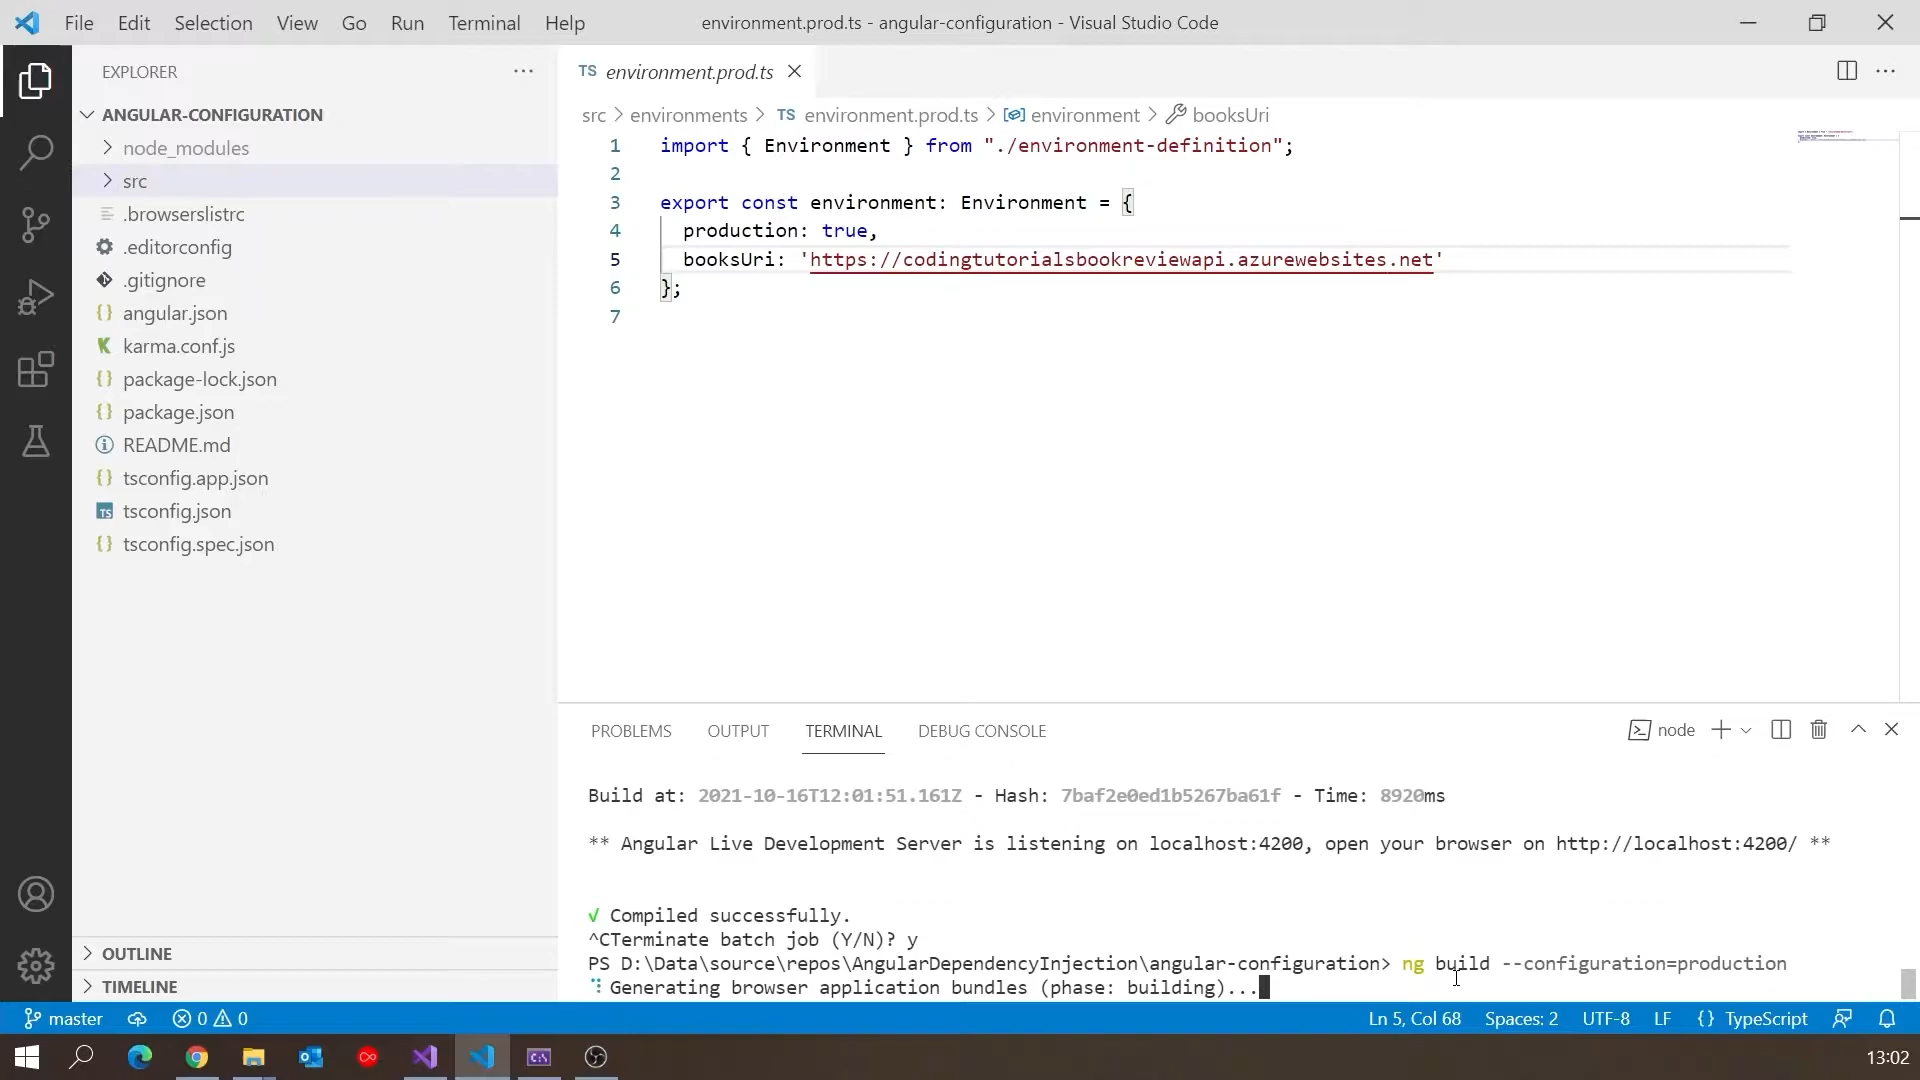 File Edit Selection View Go Run Terminal Help
environment.prod.ts - angular-configuration - Visual Studio Code
EXPLORER
ANGULAR-CONFIGURATION
node_modules
src
.browserslistrc
.editorconfig
.gitignore
angular.json
karma.conf.js
package-lock.json
package.json
README.md
tsconfig.app.json
tsconfig.json
tsconfig.spec.json
OUTLINE
TIMELINE
TS environment.prod.ts
src > environments > TS environment.prod.ts > environment > booksUri
1 import { Environment } from "./environment-definition";
2
3 export const environment: Environment = {
4 production: true,
5 booksUri: 'https://codingtutorialsbookreviewapi.azurewebsites.net'
6 };
7
PROBLEMS OUTPUT TERMINAL DEBUG CONSOLE
node
Build at: 2021-10-16T12:01:51.161Z - Hash: 7baf2e0ed1b5267ba61f - Time: 8920ms
** Angular Live Development Server is listening on localhost:4200, open your browser on http://localhost:4200/ **
√ Compiled successfully.
^CTerminate batch job (Y/N)? y
PS D:\Data\source\repos\AngularDependencyInjection\angular-configuration> ng build --configuration=production
Generating browser application bundles (phase: building)...
master 0 0
Ln 5, Col 68 Spaces: 2 UTF-8 LF {} TypeScript
13:02